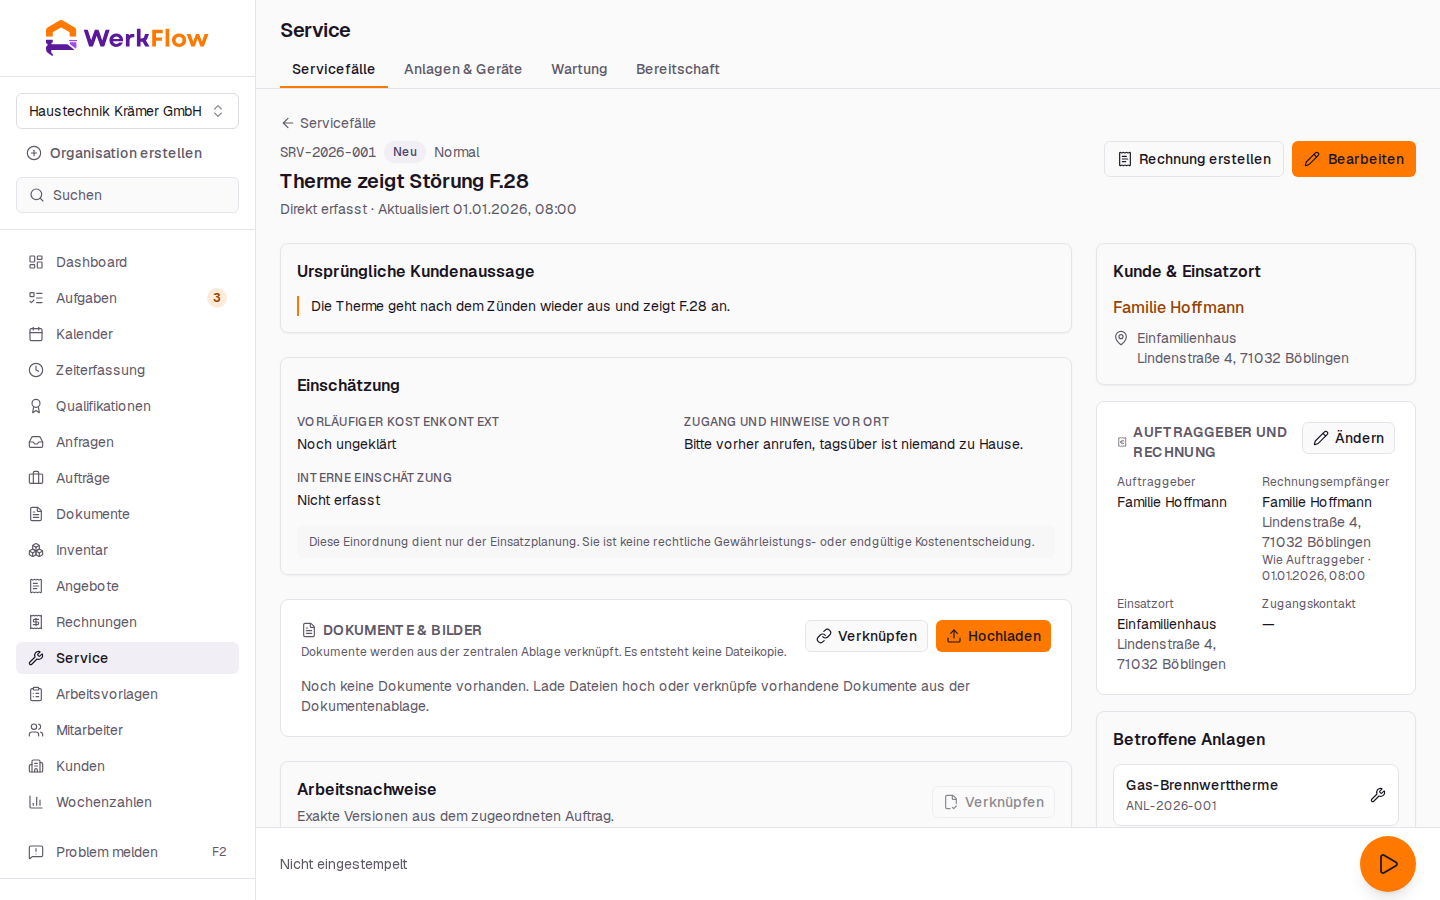 WerkFlow
Haustechnik Krämer GmbH
Organisation erstellen
Suchen
Dashboard
Aufgaben 3
Kalender
Zeiterfassung
Qualifikationen
Anfragen
Aufträge
Dokumente
Inventar
Angebote
Rechnungen
Service
Arbeitsvorlagen
Mitarbeiter
Kunden
Wochenzahlen
Problem melden F2
Service
Servicefälle Anlagen & Geräte Wartung Bereitschaft
Servicefälle
SRV-2026-001 Neu Normal
Therme zeigt Störung F.28
Direkt erfasst · Aktualisiert 01.01.2026, 08:00
Rechnung erstellen Bearbeiten
Ursprüngliche Kundenaussage
Die Therme geht nach dem Zünden wieder aus und zeigt F.28 an.
Einschätzung
VORLÄUFIGER KOSTENKONTEXT
Noch ungeklärt
ZUGANG UND HINWEISE VOR ORT
Bitte vorher anrufen, tagsüber ist niemand zu Hause.
INTERNE EINSCHÄTZUNG
Nicht erfasst
Diese Einordnung dient nur der Einsatzplanung. Sie ist keine rechtliche Gewährleistungs- oder endgültige Kostenentscheidung.
DOKUMENTE & BILDER
Dokumente werden aus der zentralen Ablage verknüpft. Es entsteht keine Dateikopie.
Verknüpfen Hochladen
Noch keine Dokumente vorhanden. Lade Dateien hoch oder verknüpfe vorhandene Dokumente aus der
Dokumentenablage.
Arbeitsnachweise
Exakte Versionen aus dem zugeordneten Auftrag.
Verknüpfen
Kunde & Einsatzort
Familie Hoffmann
Einfamilienhaus
Lindenstraße 4, 71032 Böblingen
AUFTRAGGEBER UND
RECHNUNG
Ändern
Auftraggeber
Familie Hoffmann
Rechnungsempfänger
Familie Hoffmann
Lindenstraße 4,
71032 Böblingen
Wie Auftraggeber ·
01.01.2026, 08:00
Einsatzort
Einfamilienhaus
Lindenstraße 4,
71032 Böblingen
Zugangskontakt
—
Betroffene Anlagen
Gas-Brennwerttherme
ANL-2026-001
Nicht eingestempelt